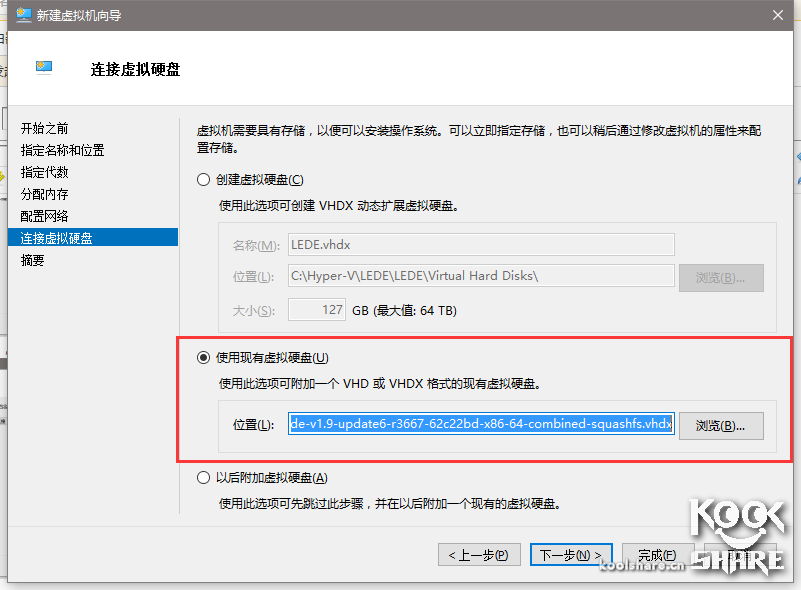 新建虚拟机向导
连接虚拟硬盘
开始之前
指定名称和位置
指定代数
分配内存
配置网络
连接虚拟硬盘
摘要
虚拟机需要具有存储，以便可以安装操作系统。可以立即指定存储，也可以稍后通过修改虚拟机的属性来配
置存储。
创建虚拟硬盘(C)
使用此选项可创建 VHDX 动态扩展虚拟硬盘。
名称(M): LEDE.vhdx
位置(L): C:\Hyper-V\LEDE\LEDE\Virtual Hard Disks\ 浏览(B)...
大小(S): 127 GB (最大值: 64 TB)
使用现有虚拟硬盘(U)
使用此选项可附加一个 VHD 或 VHDX 格式的现有虚拟硬盘。
位置(L): de-v1.9-update6-r3667-62c22bd-x86-64-combined-squashfs.vhdx 浏览(B)...
以后附加虚拟硬盘(A)
使用此选项可先跳过此步骤，并在以后附加一个现有的虚拟硬盘。
< 上一步(P) 下一步(N) > 完成(F)
KOOL
SHARE
koolshare.cn